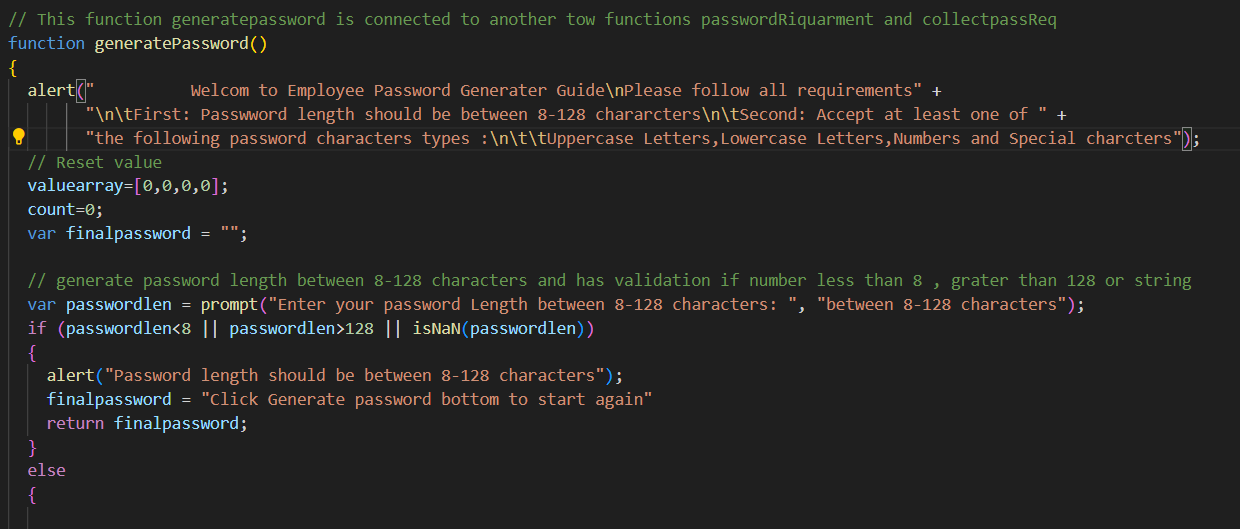 // This function generatepassword is connected to another tow functions passwordRiquarment and collectpassReq
function generatePassword()
{
  alert("          Welcom to Employee Password Generater Guide\nPlease follow all requirements" +
        "\n\tFirst: Passwword length should be between 8-128 chararcters\n\tSecond: Accept at least one of " +
        "the following password characters types :\n\t\tUppercase Letters,Lowercase Letters,Numbers and Special charcters");
  // Reset value
  valuearray=[0,0,0,0];
  count=0;
  var finalpassword = "";

  // generate password length between 8-128 characters and has validation if number less than 8 , grater than 128 or string
  var passwordlen = prompt("Enter your password Length between 8-128 characters: ", "between 8-128 characters");
  if (passwordlen<8 || passwordlen>128 || isNaN(passwordlen))
  {
    alert("Password length should be between 8-128 characters");
    finalpassword = "Click Generate password bottom to start again"
    return finalpassword;
  }
  else
  {